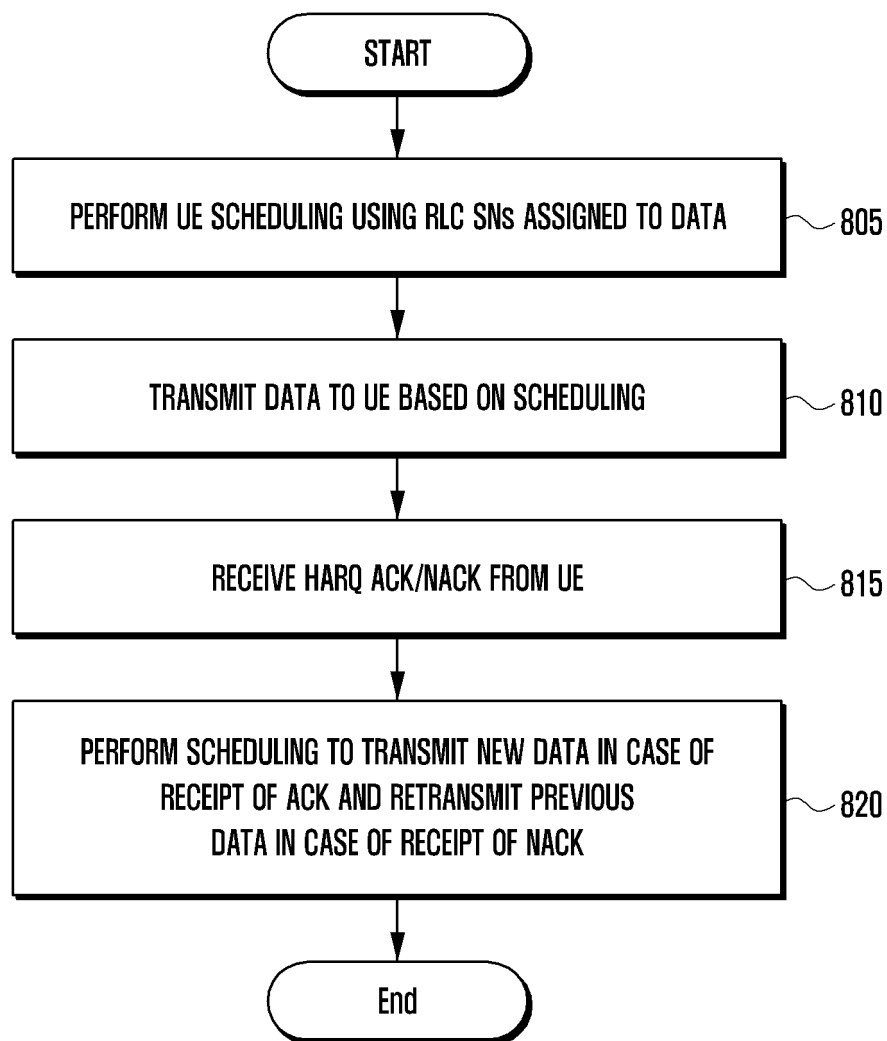 START
PERFORM UE SCHEDULING USING RLC SNs ASSIGNED TO DATA
805
TRANSMIT DATA TO UE BASED ON SCHEDULING
810
RECEIVE HARQ ACK/NACK FROM UE
815
PERFORM SCHEDULING TO TRANSMIT NEW DATA IN CASE OF
RECEIPT OF ACK AND RETRANSMIT PREVIOUS
DATA IN CASE OF RECEIPT OF NACK
820
End